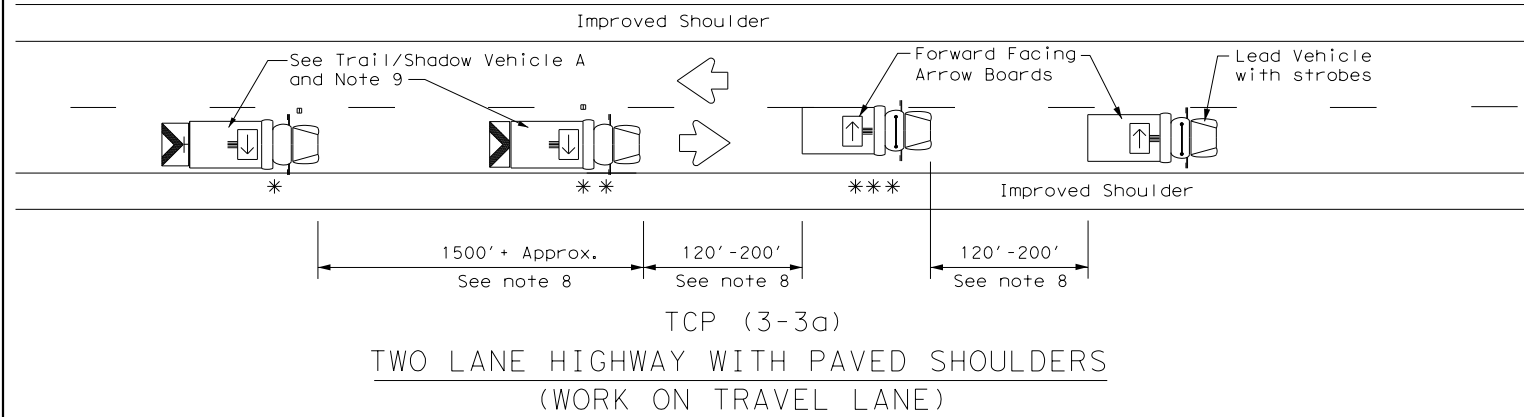 Improved Shoulder
See Trail/Shadow Vehicle A
and Note 9
Forward Facing
Arrow Boards
Lead Vehicle
with strobes
*
**
***
Improved Shoulder
1500'+ Approx.
See note 8
120'-200'
See note 8
120'-200'
See note 8
TCP (3-3a)
TWO LANE HIGHWAY WITH PAVED SHOULDERS
(WORK ON TRAVEL LANE)